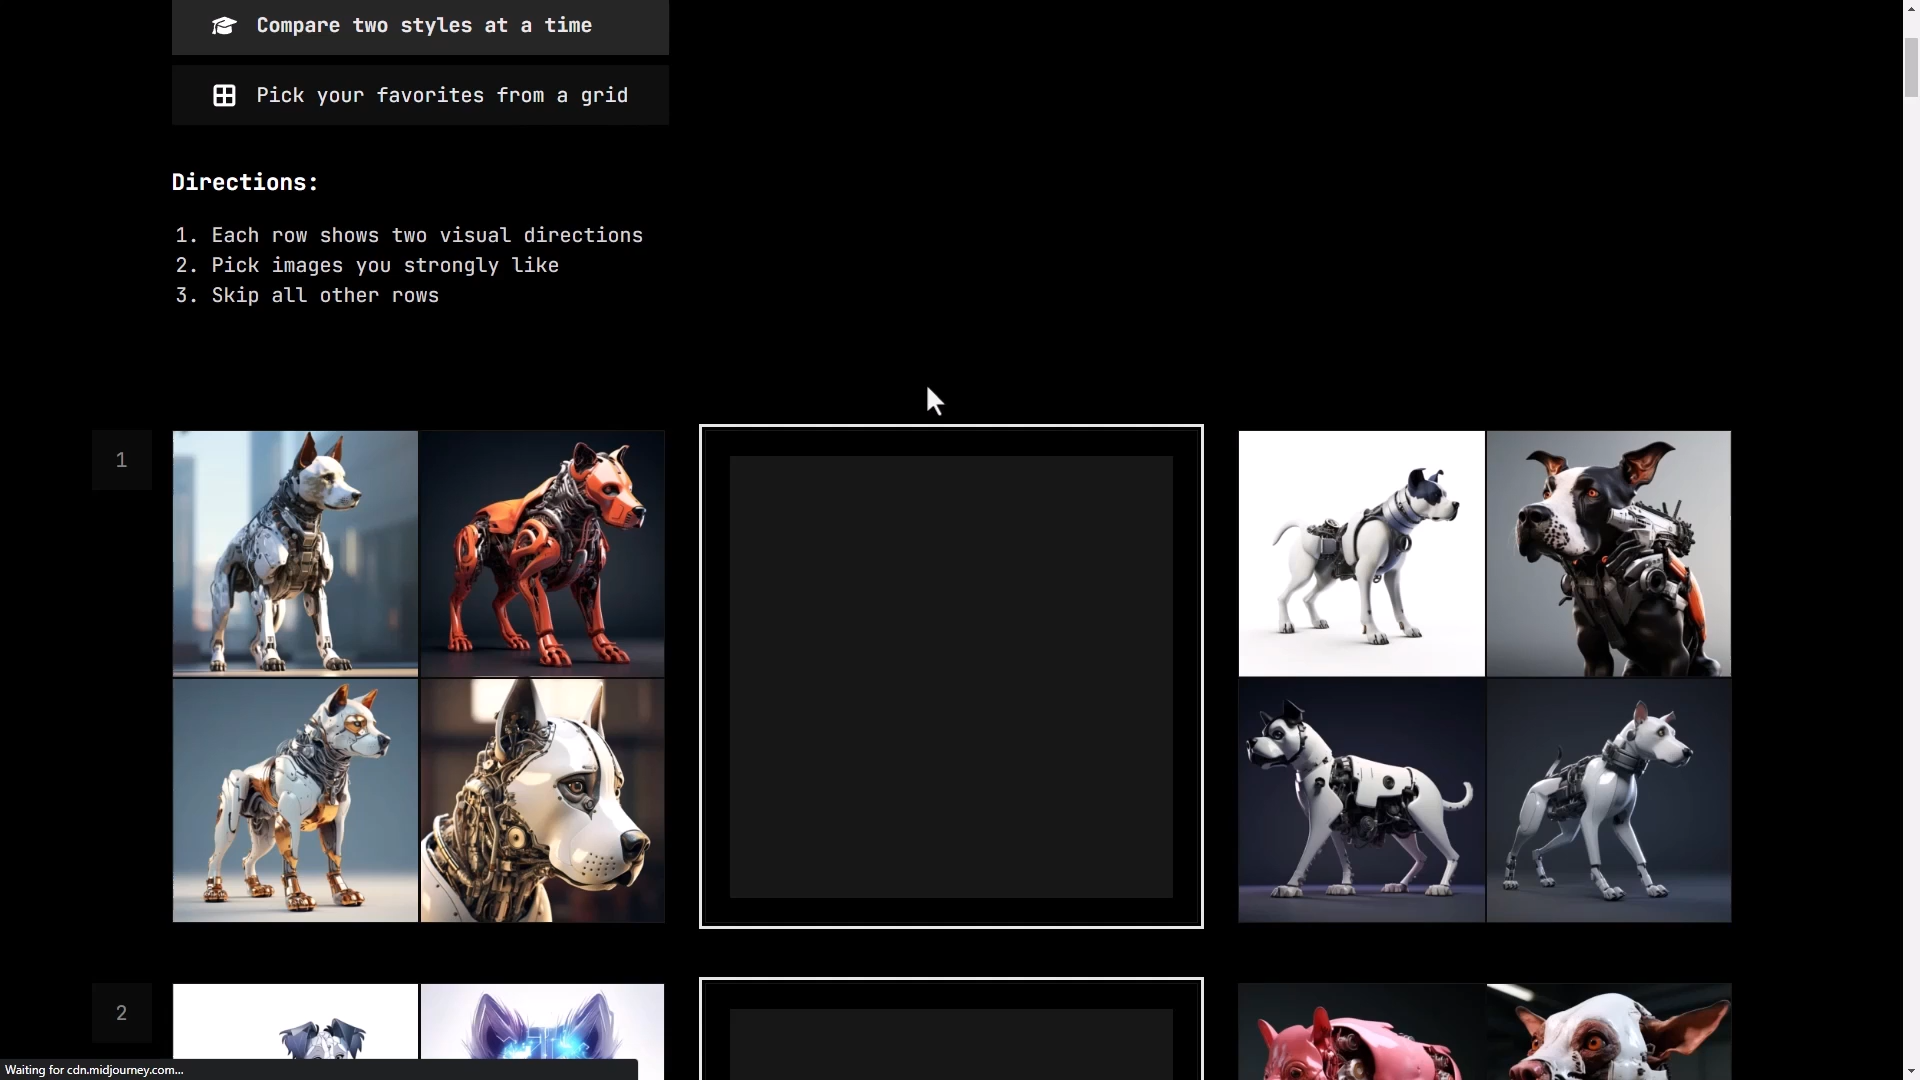 Compare two styles at a time
Pick your favorites from a grid
Directions:
1. Each row shows two visual directions
2. Pick images you strongly like
3. Skip all other rows
1
2
Waiting for cdn.midjourney.com...